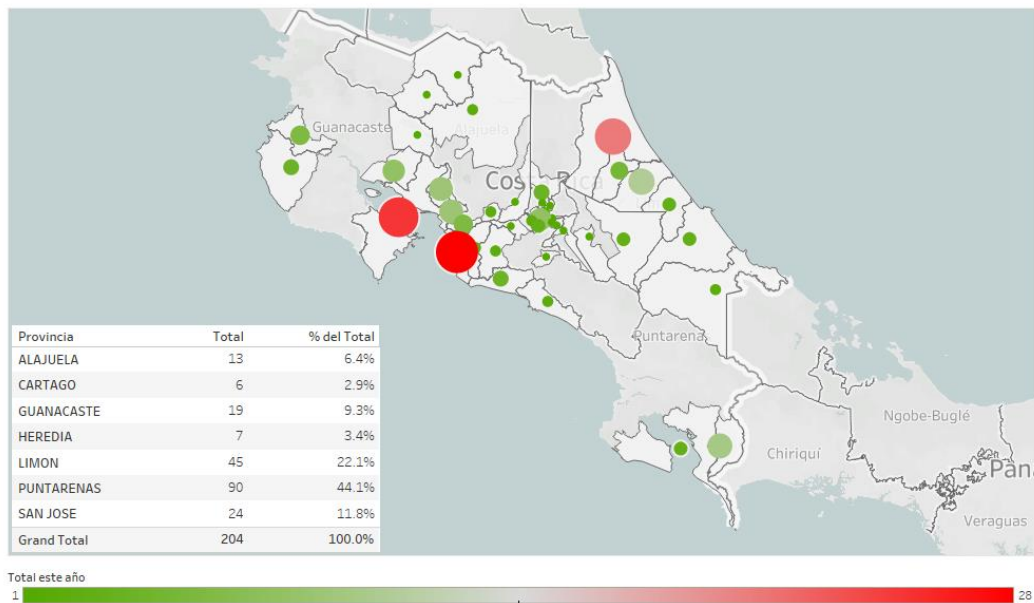 Guanacaste
Alajuela
Costa Rica
Puntarena
Ngobe-Buglé
Chiriquí
Pana
Veraguas
Provincia Total % del Total
ALAJUELA 13 6.4%
CARTAGO 6 2.9%
GUANACASTE 19 9.3%
HEREDIA 7 3.4%
LIMON 45 22.1%
PUNTARENAS 90 44.1%
SAN JOSE 24 11.8%
Grand Total 204 100.0%
Total este año
1 28